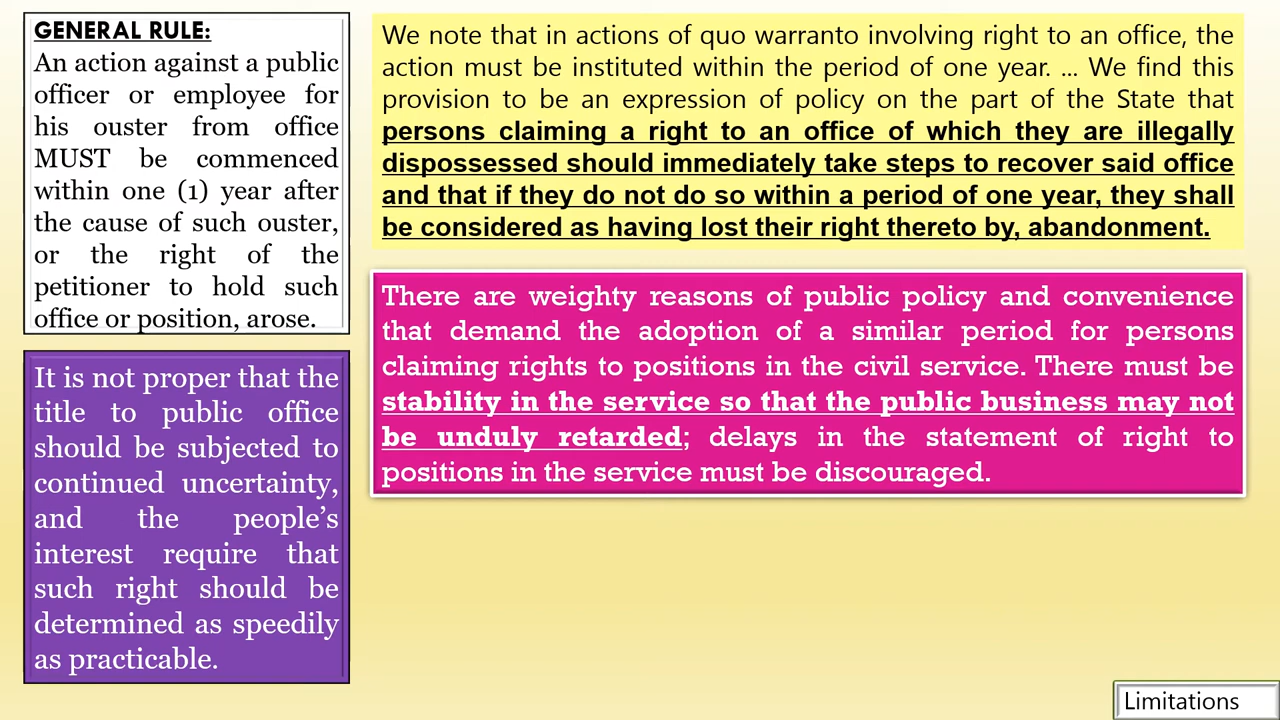 GENERAL RULE:
An action against a public
officer or employee for
his ouster from office
MUST be commenced
within one (1) year after
the cause of such ouster,
or the right of the
petitioner to hold such
office or position, arose.
It is not proper that the
title to public office
should be subjected to
continued uncertainty,
and the people's
interest require that
such right should be
determined as speedily
as practicable.
We note that in actions of quo warranto involving right to an office, the
action must be instituted within the period of one year. ... We find this
provision to be an expression of policy on the part of the State that
persons claiming a right to an office of which they are illegally
dispossessed should immediately take steps to recover said office
and that if they do not do so within a period of one year, they shall
be considered as having lost their right thereto by, abandonment.
There are weighty reasons of public policy and convenience
that demand the adoption of a similar period for persons
claiming rights to positions in the civil service. There must be
stability in the service so that the public business may not
be unduly retarded; delays in the statement of right to
positions in the service must be discouraged.
Limitations